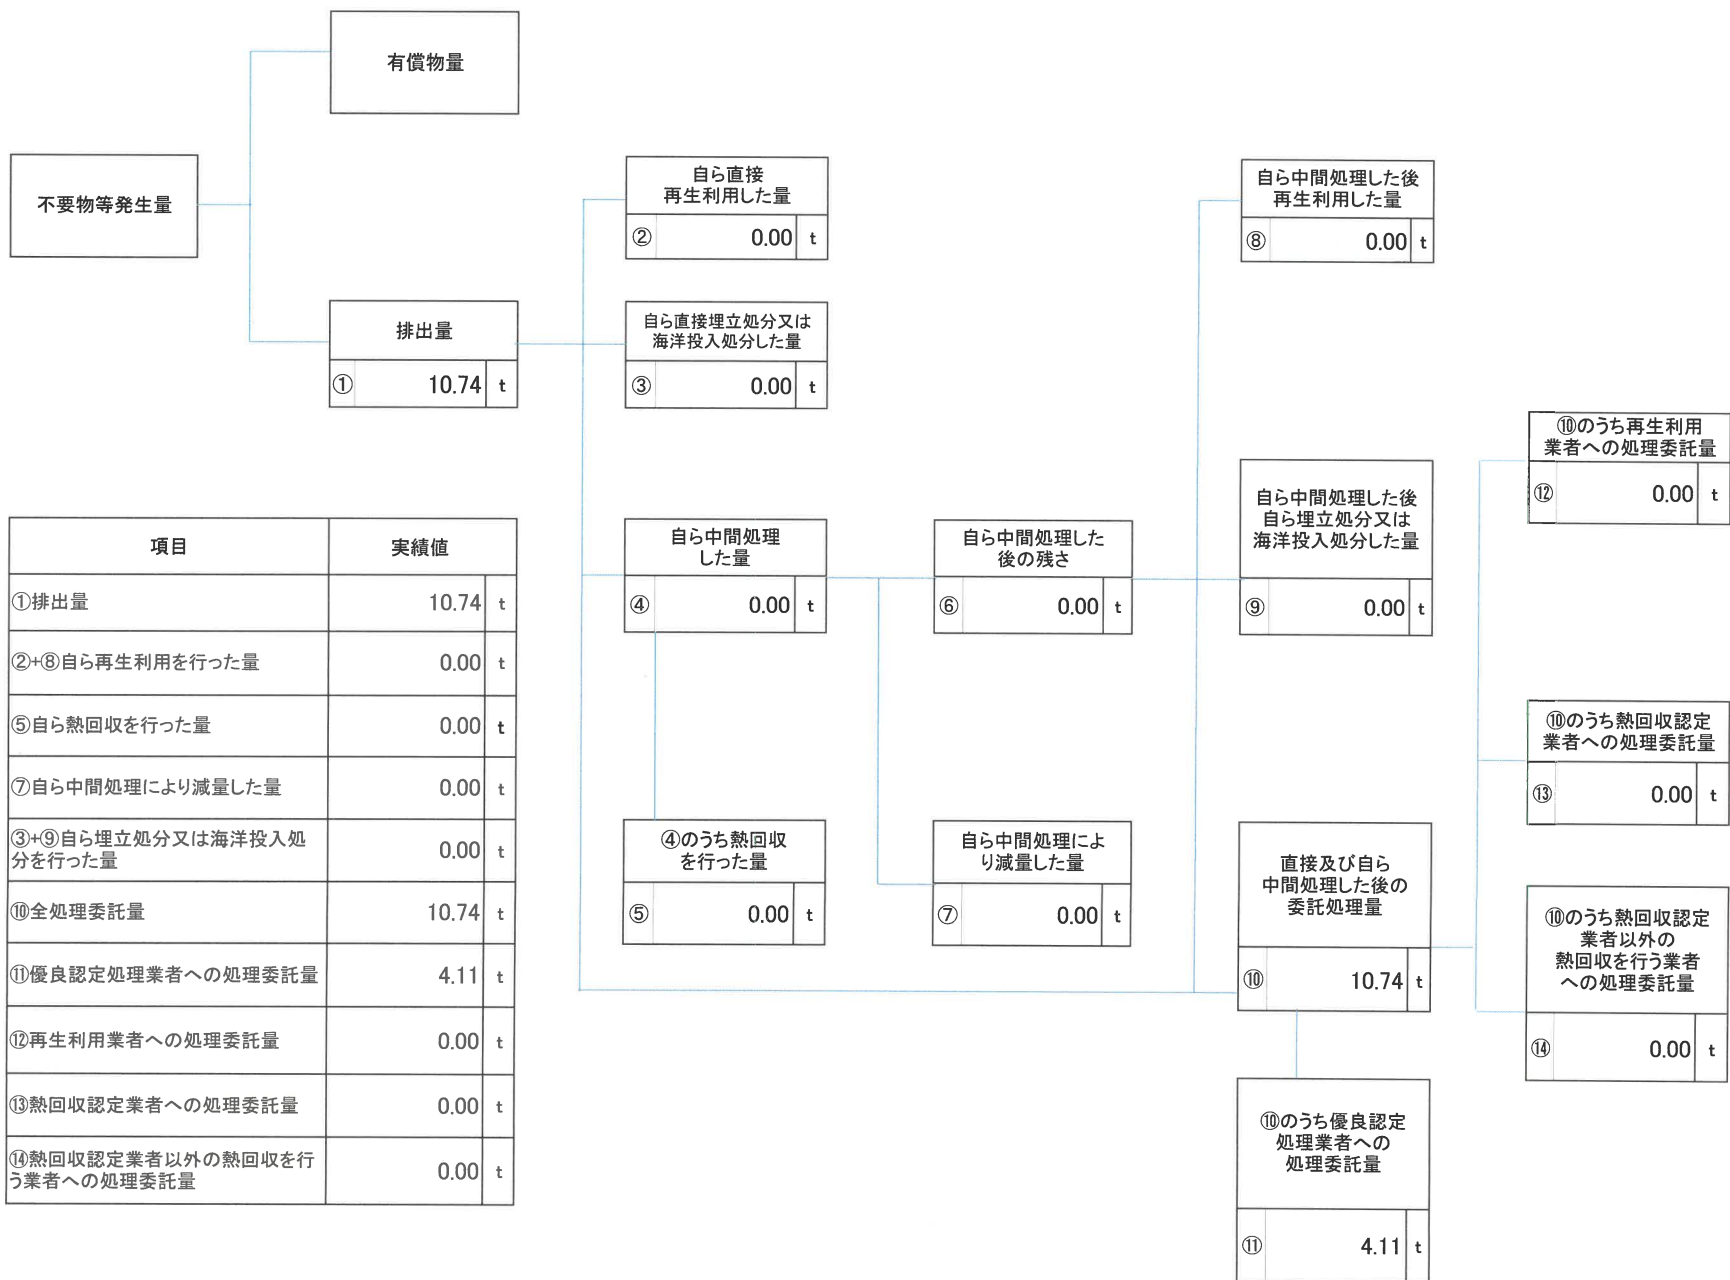 有償物量
不要物等発生量
排出量
① 10.74 t
自ら直接
再生利用した量
② 0.00 t
自ら直接埋立処分又は
海洋投入処分した量
③ 0.00 t
自ら中間処理
した量
④ 0.00 t
④のうち熱回収
を行った量
⑤ 0.00 t
自ら中間処理した
後の残さ
⑥ 0.00 t
自ら中間処理によ
り減量した量
⑦ 0.00 t
自ら中間処理した後
再生利用した量
⑧ 0.00 t
自ら中間処理した後
自ら埋立処分又は
海洋投入処分した量
⑨ 0.00 t
直接及び自ら
中間処理した後の
委託処理量
⑩ 10.74 t
⑩のうち優良認定
処理業者への
処理委託量
⑪ 4.11 t
⑩のうち再生利用
業者への処理委託量
⑫ 0.00 t
⑩のうち熱回収認定
業者への処理委託量
⑬ 0.00 t
⑩のうち熱回収認定
業者以外の
熱回収を行う業者
への処理委託量
⑭ 0.00 t
項目 実績値
①排出量 10.74 t
②+⑧自ら再生利用を行った量 0.00 t
⑤自ら熱回収を行った量 0.00 t
⑦自ら中間処理により減量した量 0.00 t
③+⑨自ら埋立処分又は海洋投入処
分を行った量 0.00 t
⑩全処理委託量 10.74 t
⑪優良認定処理業者への処理委託量 4.11 t
⑫再生利用業者への処理委託量 0.00 t
⑬熱回収認定業者への処理委託量 0.00 t
⑭熱回収認定業者以外の熱回収を行
う業者への処理委託量 0.00 t